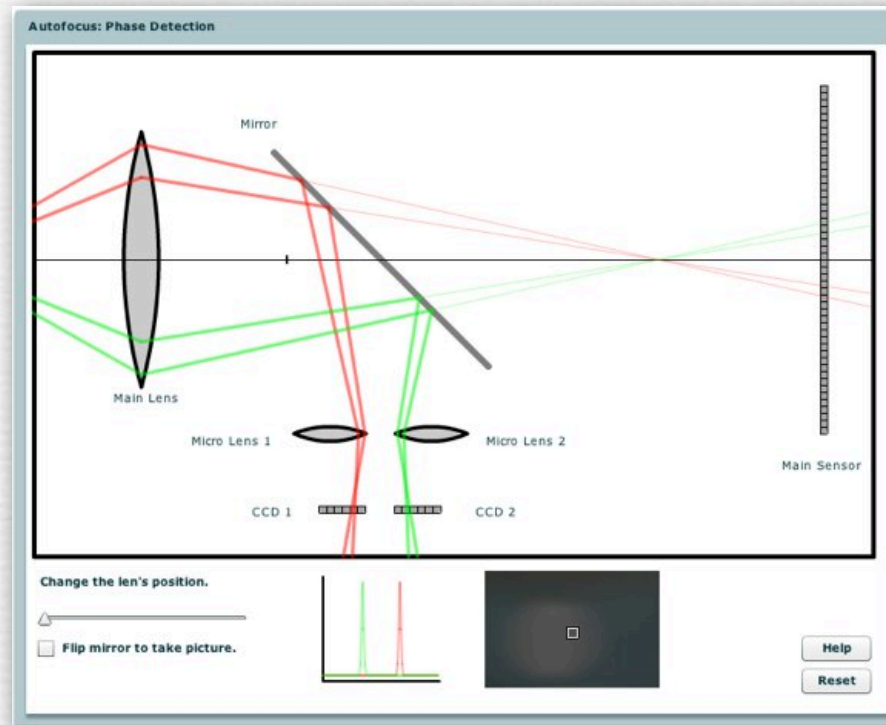 Autofocus: Phase Detection
Mirror
Main Lens
Micro Lens 1
Micro Lens 2
Main Sensor
CCD 1
CCD 2
Change the len's position.
Flip mirror to take picture.
Help
Reset